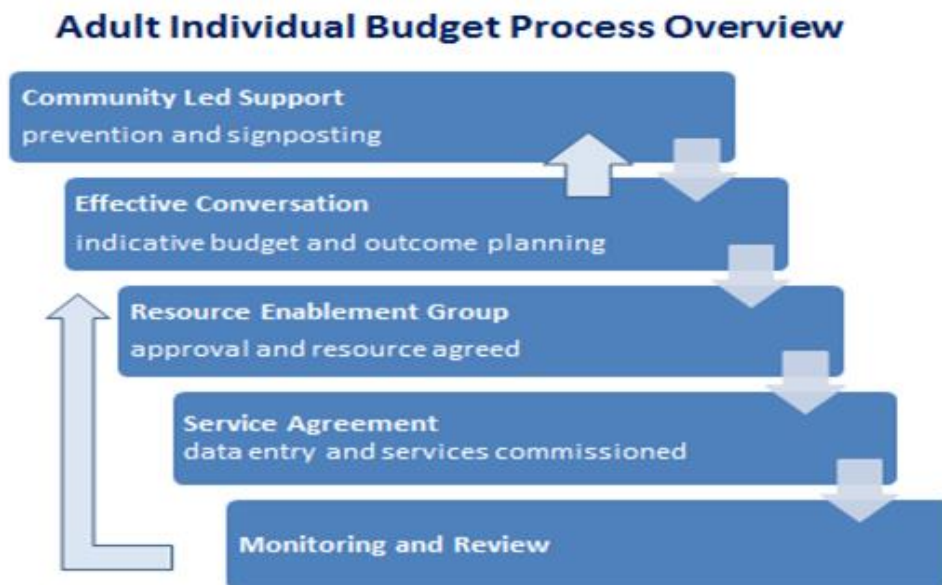 Adult Individual Budget Process Overview
Community Led Support
prevention and signposting
Effective Conversation
indicative budget and outcome planning
Resource Enablement Group
approval and resource agreed
Service Agreement
data entry and services commissioned
Monitoring and Review